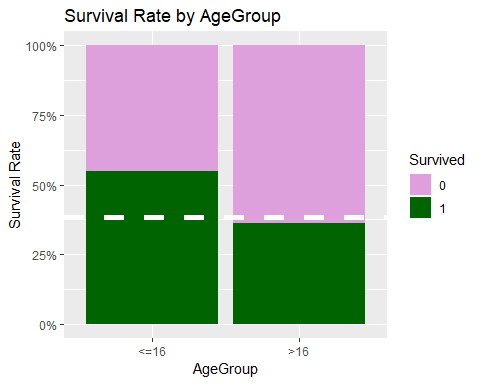 Survival Rate by AgeGroup
100%
75%
50%
25%
0%
Survival Rate
<=16
>16
AgeGroup
Survived
0
1